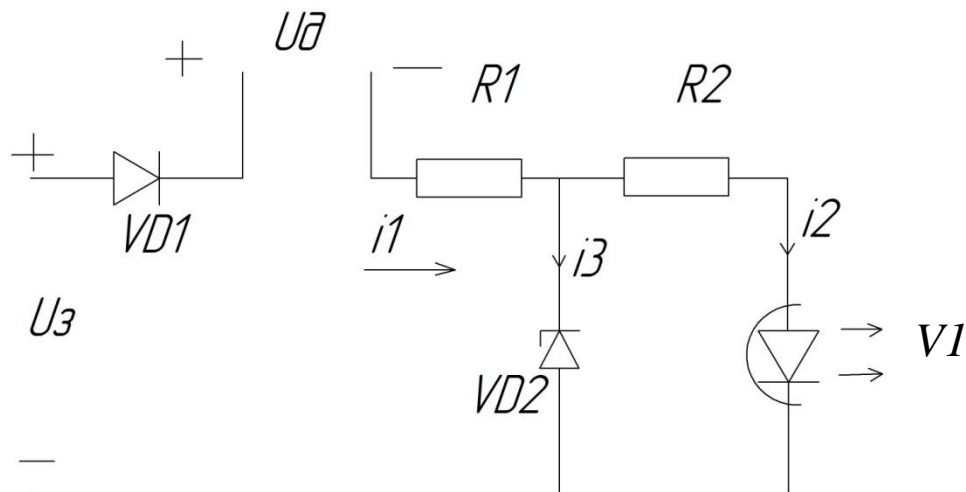 + Uд −
R1 R2
+
VD1 i1 i3 i2
Uз
VD2 V1
−